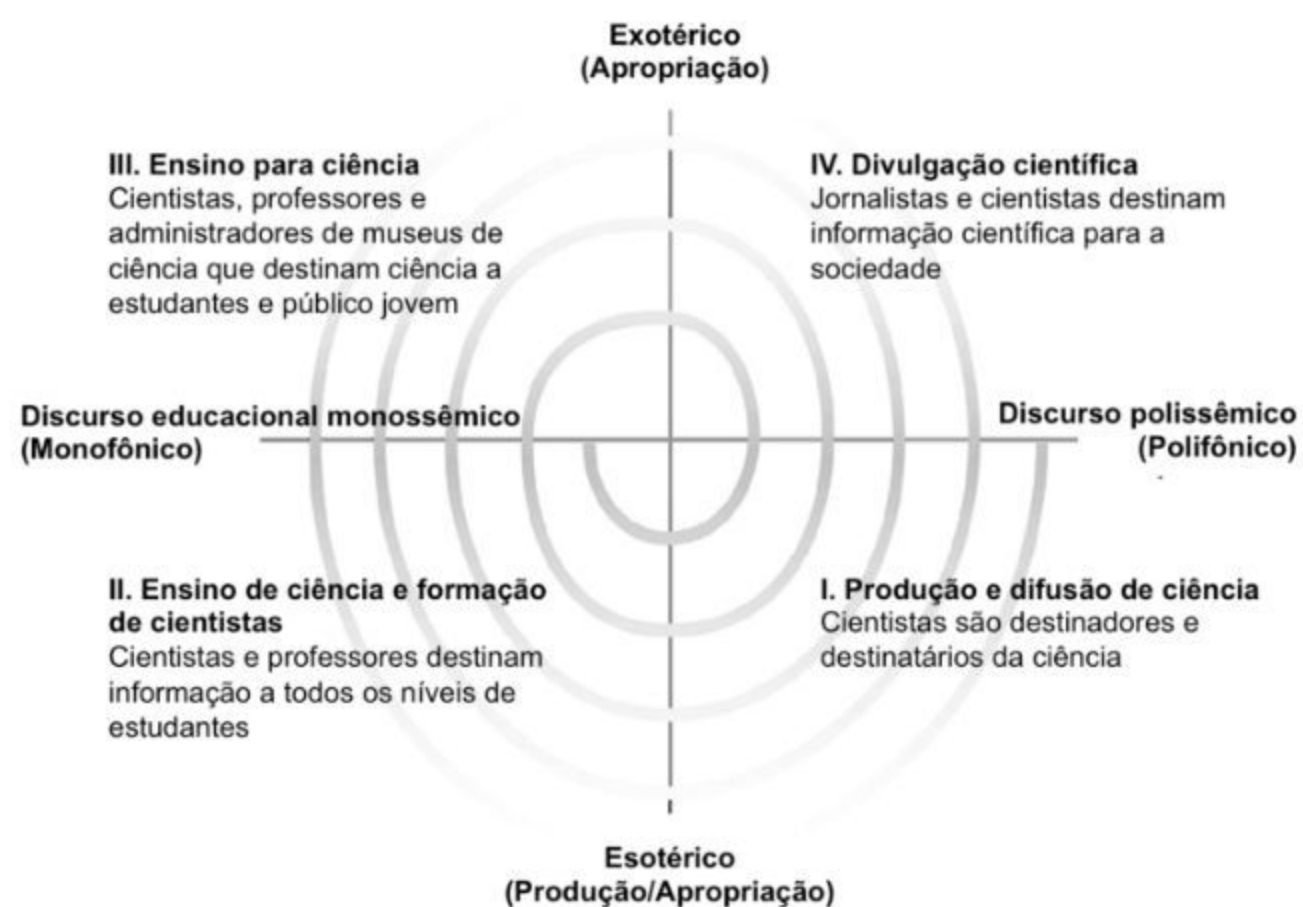 Exotérico
(Apropriação)
III. Ensino para ciência
Cientistas, professores e
administradores de museus de
ciência que destinam ciência a
estudantes e público jovem
IV. Divulgação científica
Jornalistas e cientistas destinam
informação científica para a
sociedade
Discurso educacional monossêmico
(Monofônico)
Discurso polissêmico
(Polifônico)
II. Ensino de ciência e formação
de cientistas
Cientistas e professores destinam
informação a todos os níveis de
estudantes
I. Produção e difusão de ciência
Cientistas são destinadores e
destinatários da ciência
Esotérico
(Produção/Apropriação)